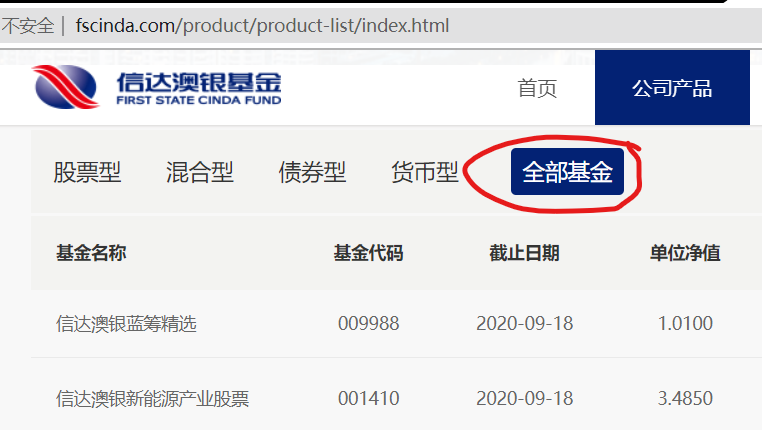 不安全 | fscinda.com/product/product-list/index.html
信达澳银基金 首页 公司产品
FIRST STATE CINDA FUND
股票型 混合型 债券型 货币型 全部基金
基金名称 基金代码 截止日期 单位净值
信达澳银蓝筹精选 009988 2020-09-18 1.0100
信达澳银新能源产业股票 001410 2020-09-18 3.4850